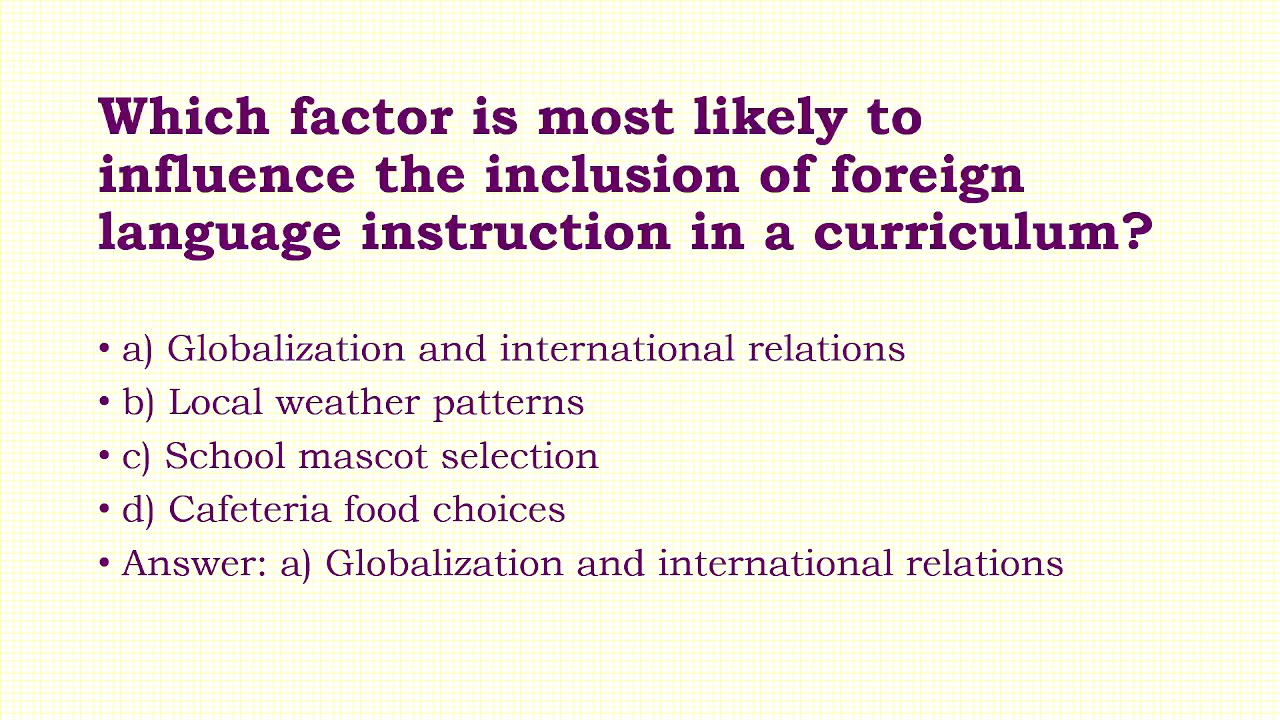 Which factor is most likely to
influence the inclusion of foreign
language instruction in a curriculum?
• a) Globalization and international relations
• b) Local weather patterns
• c) School mascot selection
• d) Cafeteria food choices
• Answer: a) Globalization and international relations